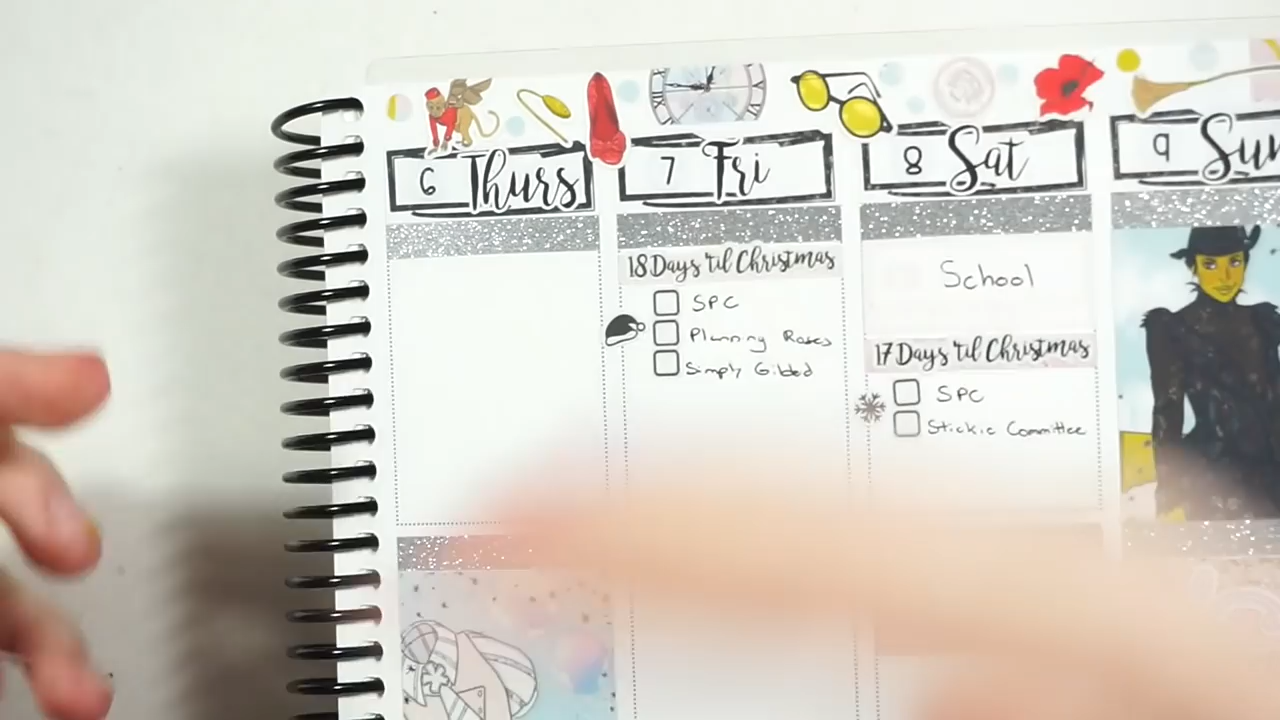 6 Thurs
7 Fri
8 Sat
9 Sun
18 Days 'til Christmas
SPC
Planning Roses
Simply Gilded
School
17 Days 'til Christmas
SPC
Stickie Committee